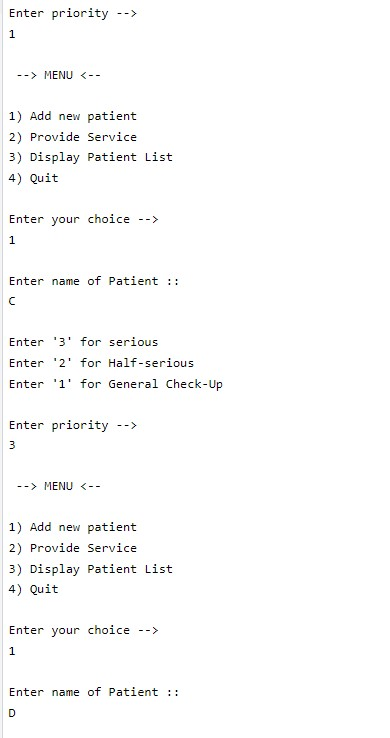 Enter priority -->
1
--> MENU <--
1) Add new patient
2) Provide Service
3) Display Patient List
4) Quit
Enter your choice -->
1
Enter name of Patient ::
C
Enter '3' for serious
Enter '2' for Half-serious
Enter '1' for General Check-Up
Enter priority -->
3
--> MENU <--
1) Add new patient
2) Provide Service
3) Display Patient List
4) Quit
Enter your choice -->
1
Enter name of Patient ::
D